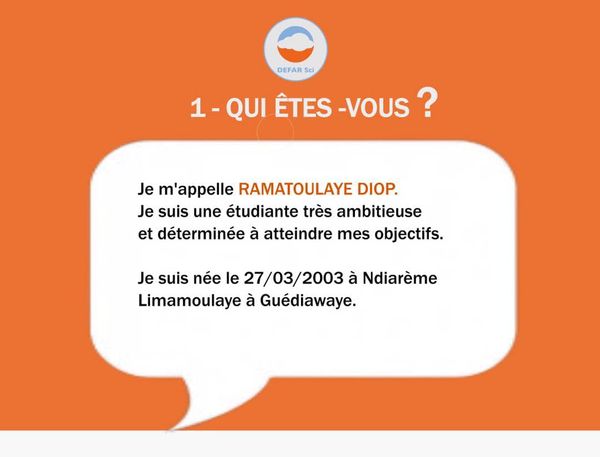 DEFAR Sci
1 - QUI ÊTES -VOUS ?
Je m'appelle RAMATOULAYE DIOP.
Je suis une étudiante très ambitieuse
et déterminée à atteindre mes objectifs.
Je suis née le 27/03/2003 à Ndiarème
Limamoulaye à Guédiawaye.